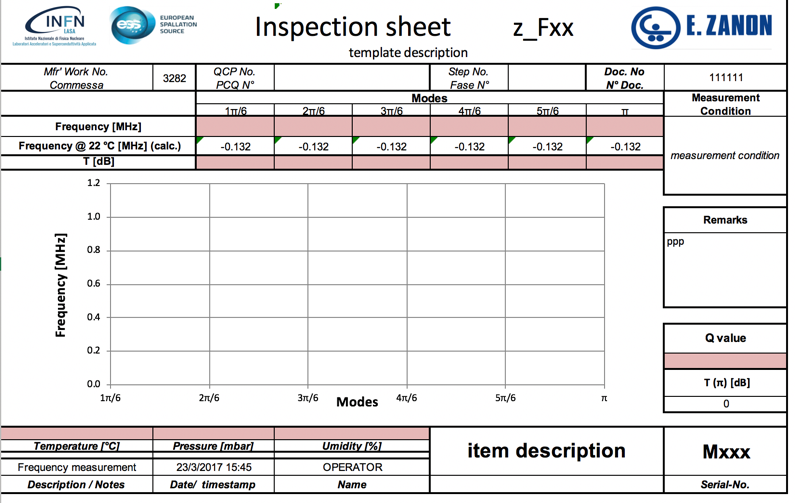 INFN
LASA
Istituto Nazionale di Fisica Nucleare
Laboratorio Acceleratori e Superconduttività Applicata
ess
EUROPEAN
SPALLATION
SOURCE
Inspection sheet z_Fxx
template description
E. ZANON
Mfr' Work No.
Commessa
3282
QCP No.
PCQ N°
Step No.
Fase N°
Doc. No
N° Doc.
111111
Modes
1π/6 2π/6 3π/6 4π/6 5π/6 π
Measurement
Condition
Frequency [MHz]
Frequency @ 22 °C [MHz] (calc.) -0.132 -0.132 -0.132 -0.132 -0.132 -0.132
T [dB]
measurement condition
1.2
1.0
0.8
0.6
0.4
0.2
0.0
Frequency [MHz]
1π/6 2π/6 3π/6 4π/6 5π/6 π
Modes
Remarks
ppp
Q value
T (π) [dB]
0
Temperature [°C] Pressure [mbar] Umidity [%]
Frequency measurement 23/3/2017 15:45 OPERATOR
Description / Notes Date/ timestamp Name
item description
Mxxx
Serial-No.